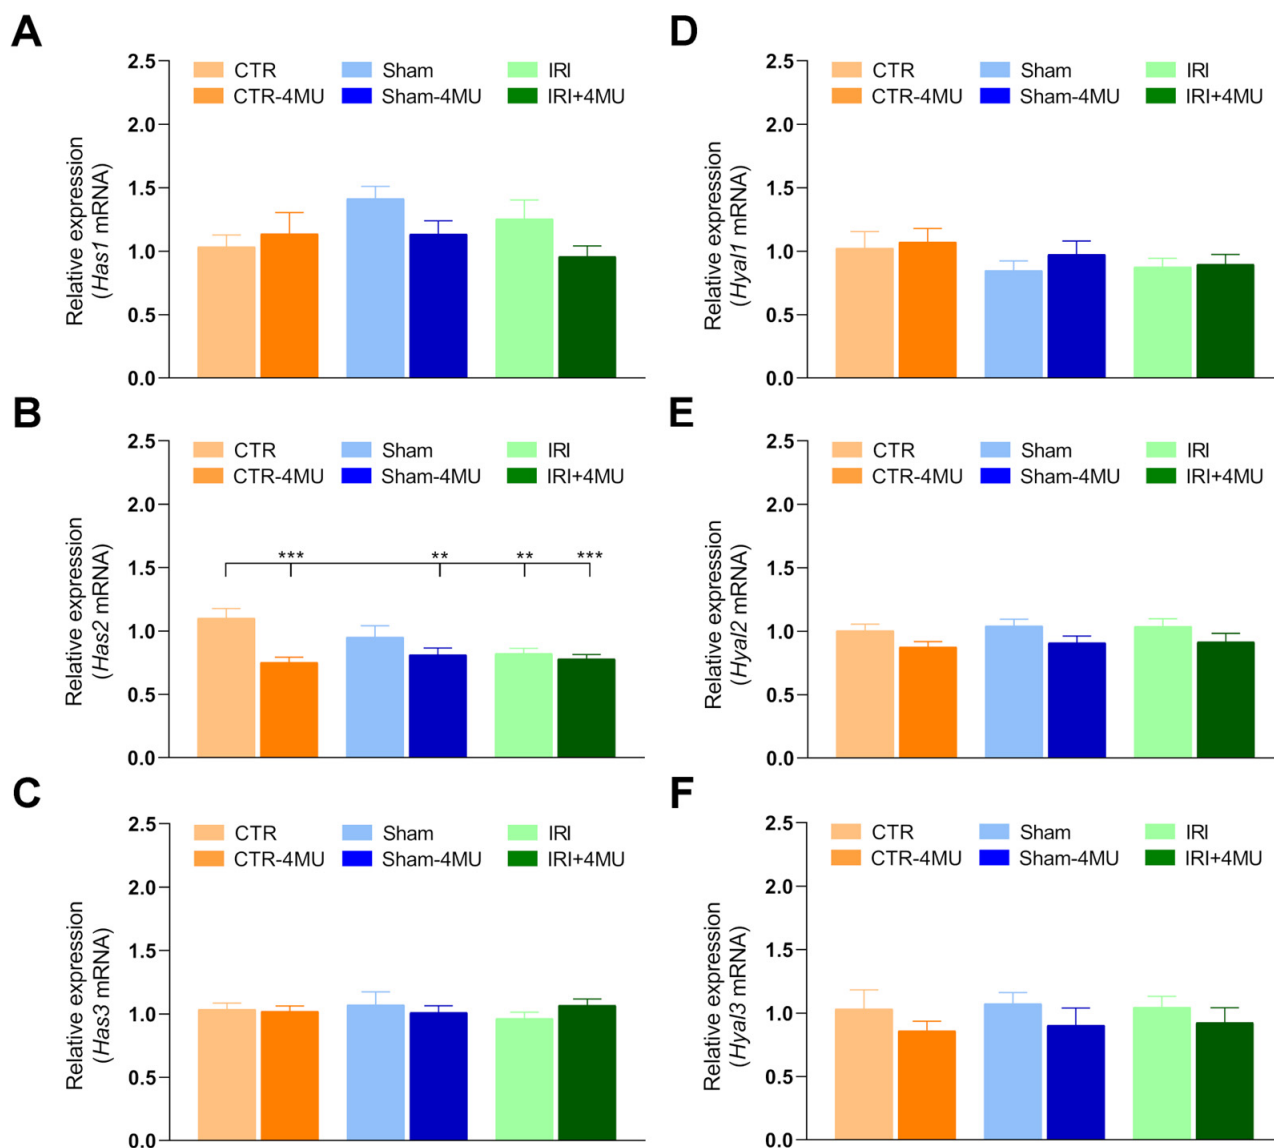 A
Relative expression
(Has1 mRNA)
2.5
2.0
1.5
1.0
0.5
0.0
CTR Sham IRI
CTR-4MU Sham-4MU IRI+4MU
D
Relative expression
(Hyal1 mRNA)
2.5
2.0
1.5
1.0
0.5
0.0
CTR Sham IRI
CTR-4MU Sham-4MU IRI+4MU
B
Relative expression
(Has2 mRNA)
2.5
2.0
1.5
1.0
0.5
0.0
CTR Sham IRI
CTR-4MU Sham-4MU IRI+4MU
*** ** ** ***
E
Relative expression
(Hyal2 mRNA)
2.5
2.0
1.5
1.0
0.5
0.0
CTR Sham IRI
CTR-4MU Sham-4MU IRI+4MU
C
Relative expression
(Has3 mRNA)
2.5
2.0
1.5
1.0
0.5
0.0
CTR Sham IRI
CTR-4MU Sham-4MU IRI+4MU
F
Relative expression
(Hyal3 mRNA)
2.5
2.0
1.5
1.0
0.5
0.0
CTR Sham IRI
CTR-4MU Sham-4MU IRI+4MU